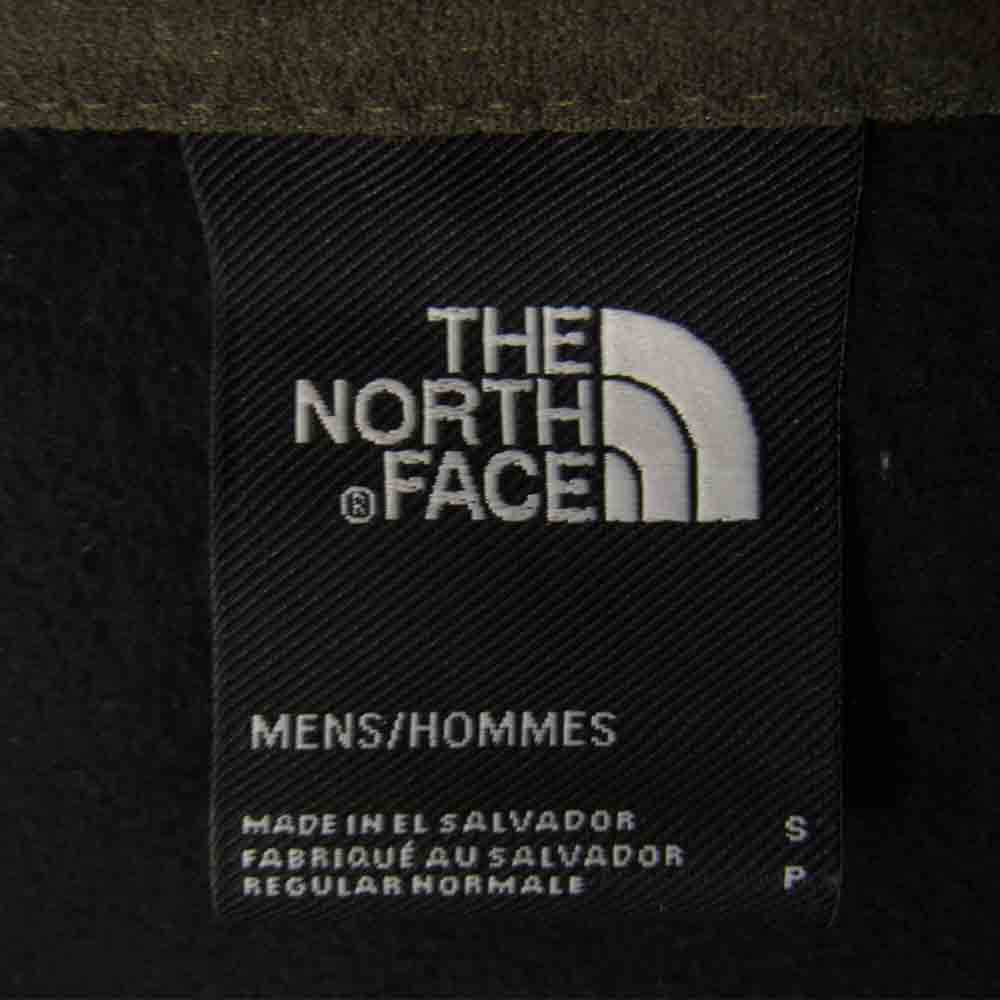 THE
NORTH
® FACE
MENS/HOMMES
MADE IN EL SALVADOR S
FABRIQUÉ AU SALVADOR
REGULAR NORMALE P